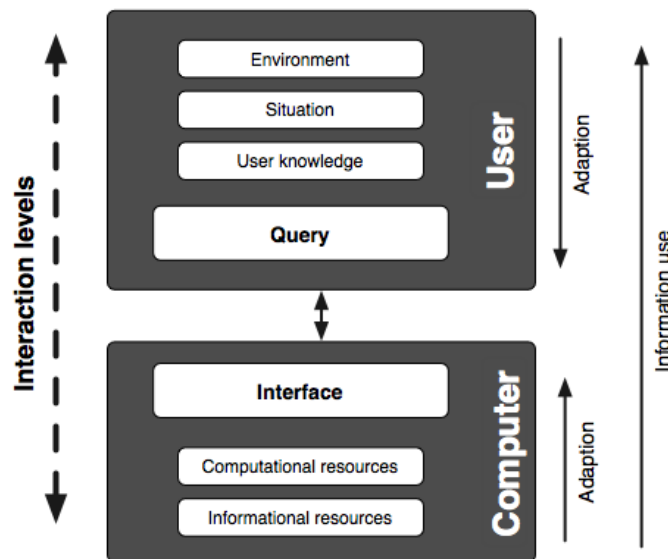 Environment
Situation
User knowledge
Query
User
Adaption
Interaction levels
Information use
Interface
Computational resources
Informational resources
Computer
Adaption